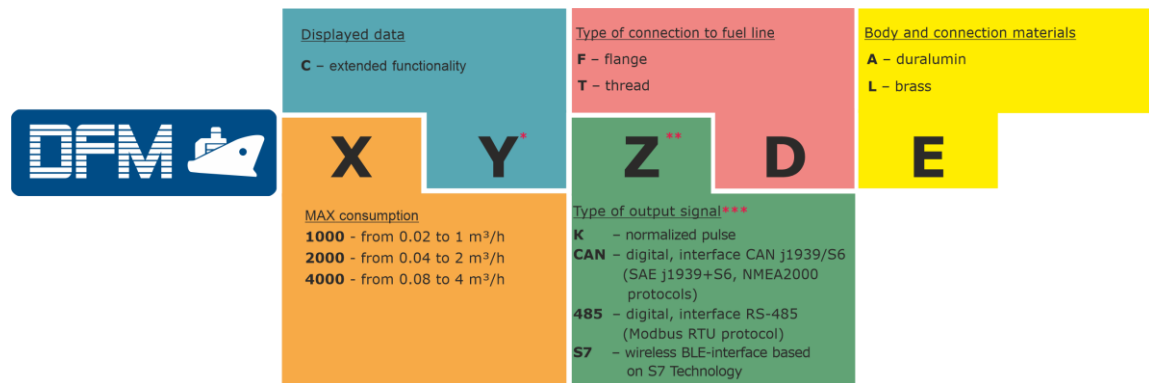 Displayed data
C – extended functionality
Type of connection to fuel line
F – flange
T – thread
Body and connection materials
A – duralumin
L – brass
DFM
X
Y*
Z**
D
E
MAX consumption
1000 - from 0.02 to 1 m³/h
2000 - from 0.04 to 2 m³/h
4000 - from 0.08 to 4 m³/h
Type of output signal***
K – normalized pulse
CAN – digital, interface CAN j1939/S6
(SAE j1939+S6, NMEA2000
protocols)
485 – digital, interface RS-485
(Modbus RTU protocol)
S7 – wireless BLE-interface based
on S7 Technology